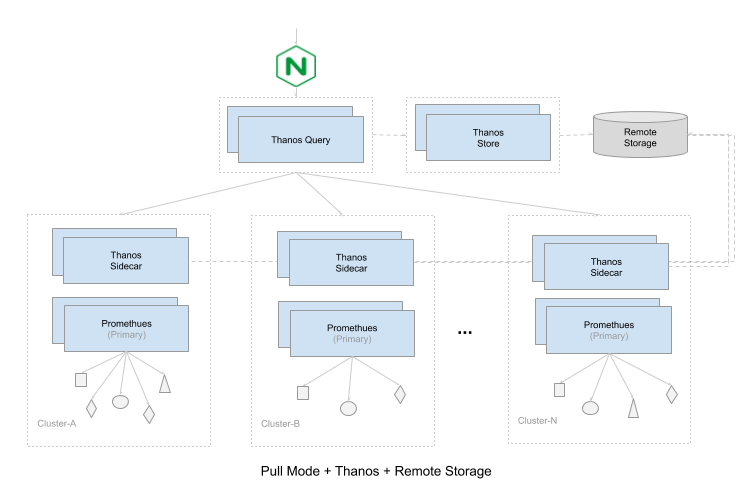 N
Thanos Query
Thanos
Store
Remote
Storage
Thanos
Sidecar
Thanos
Sidecar
Thanos
Sidecar
Promethues
(Primary)
Promethues
(Primary)
...
Promethues
(Primary)
Cluster-A
Cluster-B
Cluster-N
Pull Mode + Thanos + Remote Storage